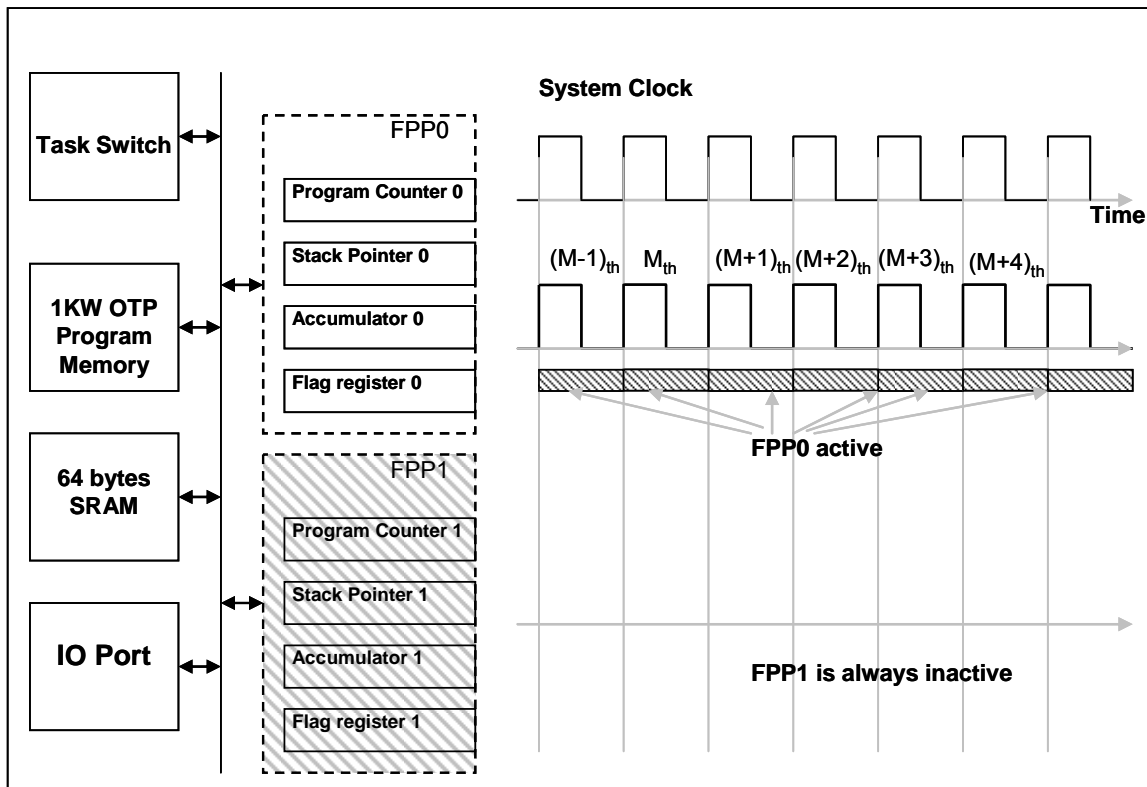 Task Switch
1KW OTP
Program
Memory
64 bytes
SRAM
IO Port
FPP0
Program Counter 0
Stack Pointer 0
Accumulator 0
Flag register 0
FPP1
Program Counter 1
Stack Pointer 1
Accumulator 1
Flag register 1
System Clock
Time
(M-1)th Mth (M+1)th (M+2)th (M+3)th (M+4)th
FPP0 active
FPP1 is always inactive